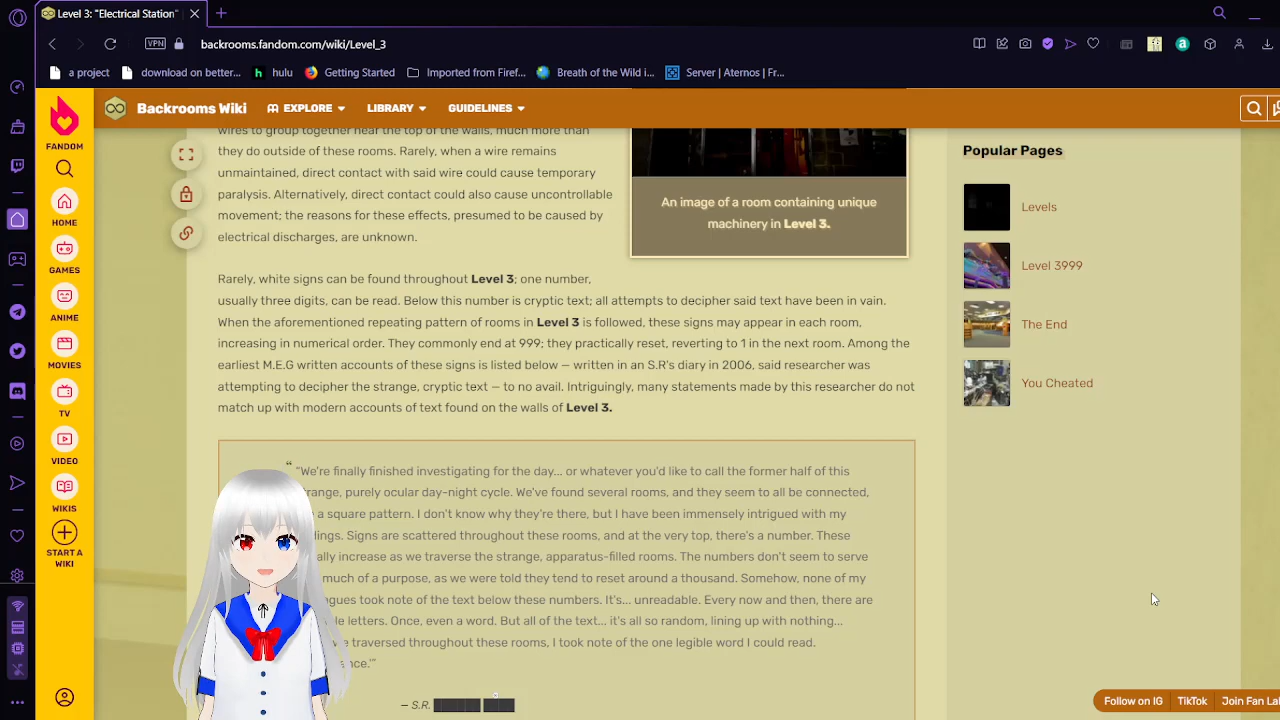 Level 3: "Electrical Station"
VPN
backrooms.fandom.com/wiki/Level_3
a project
download on better...
hulu
Getting Started
Imported from Firef...
Breath of the Wild i...
Server | Aternos | Fr...
FANDOM
HOME
GAMES
ANIME
MOVIES
TV
VIDEO
WIKIS
START A
WIKI
Backrooms Wiki
EXPLORE
LIBRARY
GUIDELINES
wires to group together near the top of the walls, much more than
they do outside of these rooms. Rarely, when a wire remains
unmaintained, direct contact with said wire could cause temporary
paralysis. Alternatively, direct contact could also cause uncontrollable
movement; the reasons for these effects, presumed to be caused by
electrical discharges, are unknown.
An image of a room containing unique
machinery in Level 3.
Rarely, white signs can be found throughout Level 3; one number,
usually three digits, can be read. Below this number is cryptic text; all attempts to decipher said text have been in vain.
When the aforementioned repeating pattern of rooms in Level 3 is followed, these signs may appear in each room,
increasing in numerical order. They commonly end at 999; they practically reset, reverting to 1 in the next room. Among the
earliest M.E.G written accounts of these signs is listed below — written in an S.R's diary in 2006, said researcher was
attempting to decipher the strange, cryptic text — to no avail. Intriguingly, many statements made by this researcher do not
match up with modern accounts of text found on the walls of Level 3.
“ "We're finally finished investigating for the day... or whatever you'd like to call the former half of this
purely ocular day-night cycle. We've found several rooms, and they seem to all be connected,
a square pattern. I don't know why they're there, but I have been immensely intrigued with my
Signs are scattered throughout these rooms, and at the very top, there's a number. These
increase as we traverse the strange, apparatus-filled rooms. The numbers don't seem to serve
much of a purpose, as we were told they tend to reset around a thousand. Somehow, none of my
took note of the text below these numbers. It's... unreadable. Every now and then, there are
letters. Once, even a word. But all of the text... it's all so random, lining up with nothing...
traversed throughout these rooms, I took note of the one legible word I could read.
— S.R.
Popular Pages
Levels
Level 3999
The End
You Cheated
Follow on IG
TikTok
Join Fan La